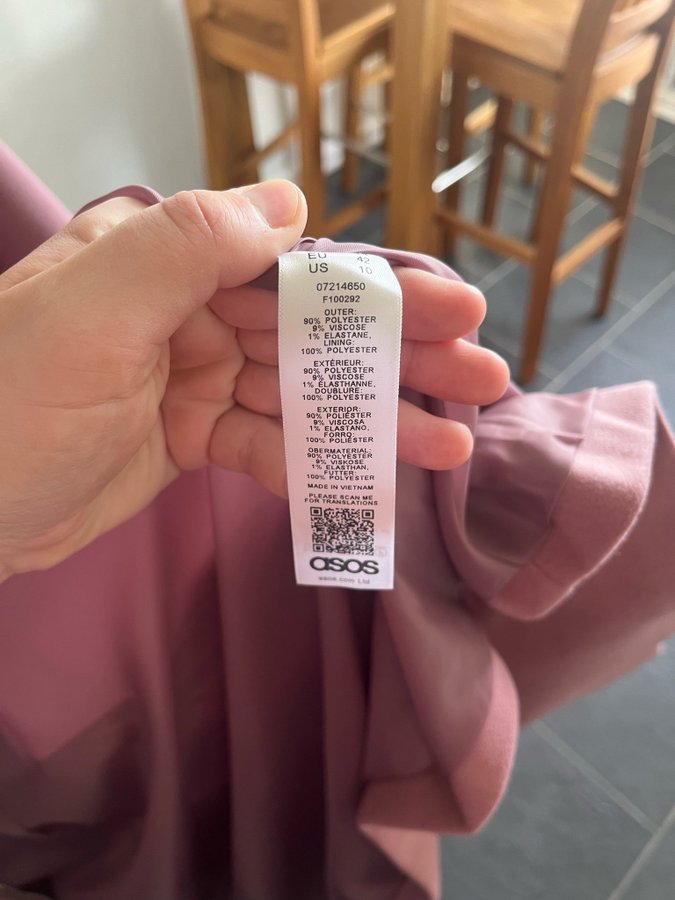 EU 42
US 10
07214650
F100292
OUTER:
90% POLYESTER
9% VISCOSE
1% ELASTANE,
LINING:
100% POLYESTER
EXTÉRIEUR:
90% POLYESTER
9% VISCOSE
1% ÉLASTHANNE,
DOUBLURE:
100% POLYESTER
EXTERIOR:
90% POLIÉSTER
9% VISCOSA
1% ELASTANO,
FORRO:
100% POLIÉSTER
OBERMATERIAL:
90% POLYESTER
9% VISKOSE
1% ELASTHAN,
FUTTER:
100% POLYESTER
MADE IN VIETNAM
PLEASE SCAN ME
FOR TRANSLATIONS
asos
asos.com Ltd